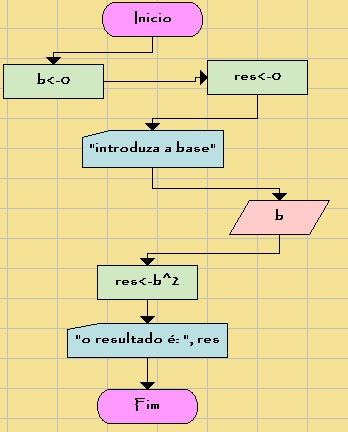 Inicio
b<-0
res<-0
"introduza a base"
b
res<-b^2
"o resultado é: ", res
Fim